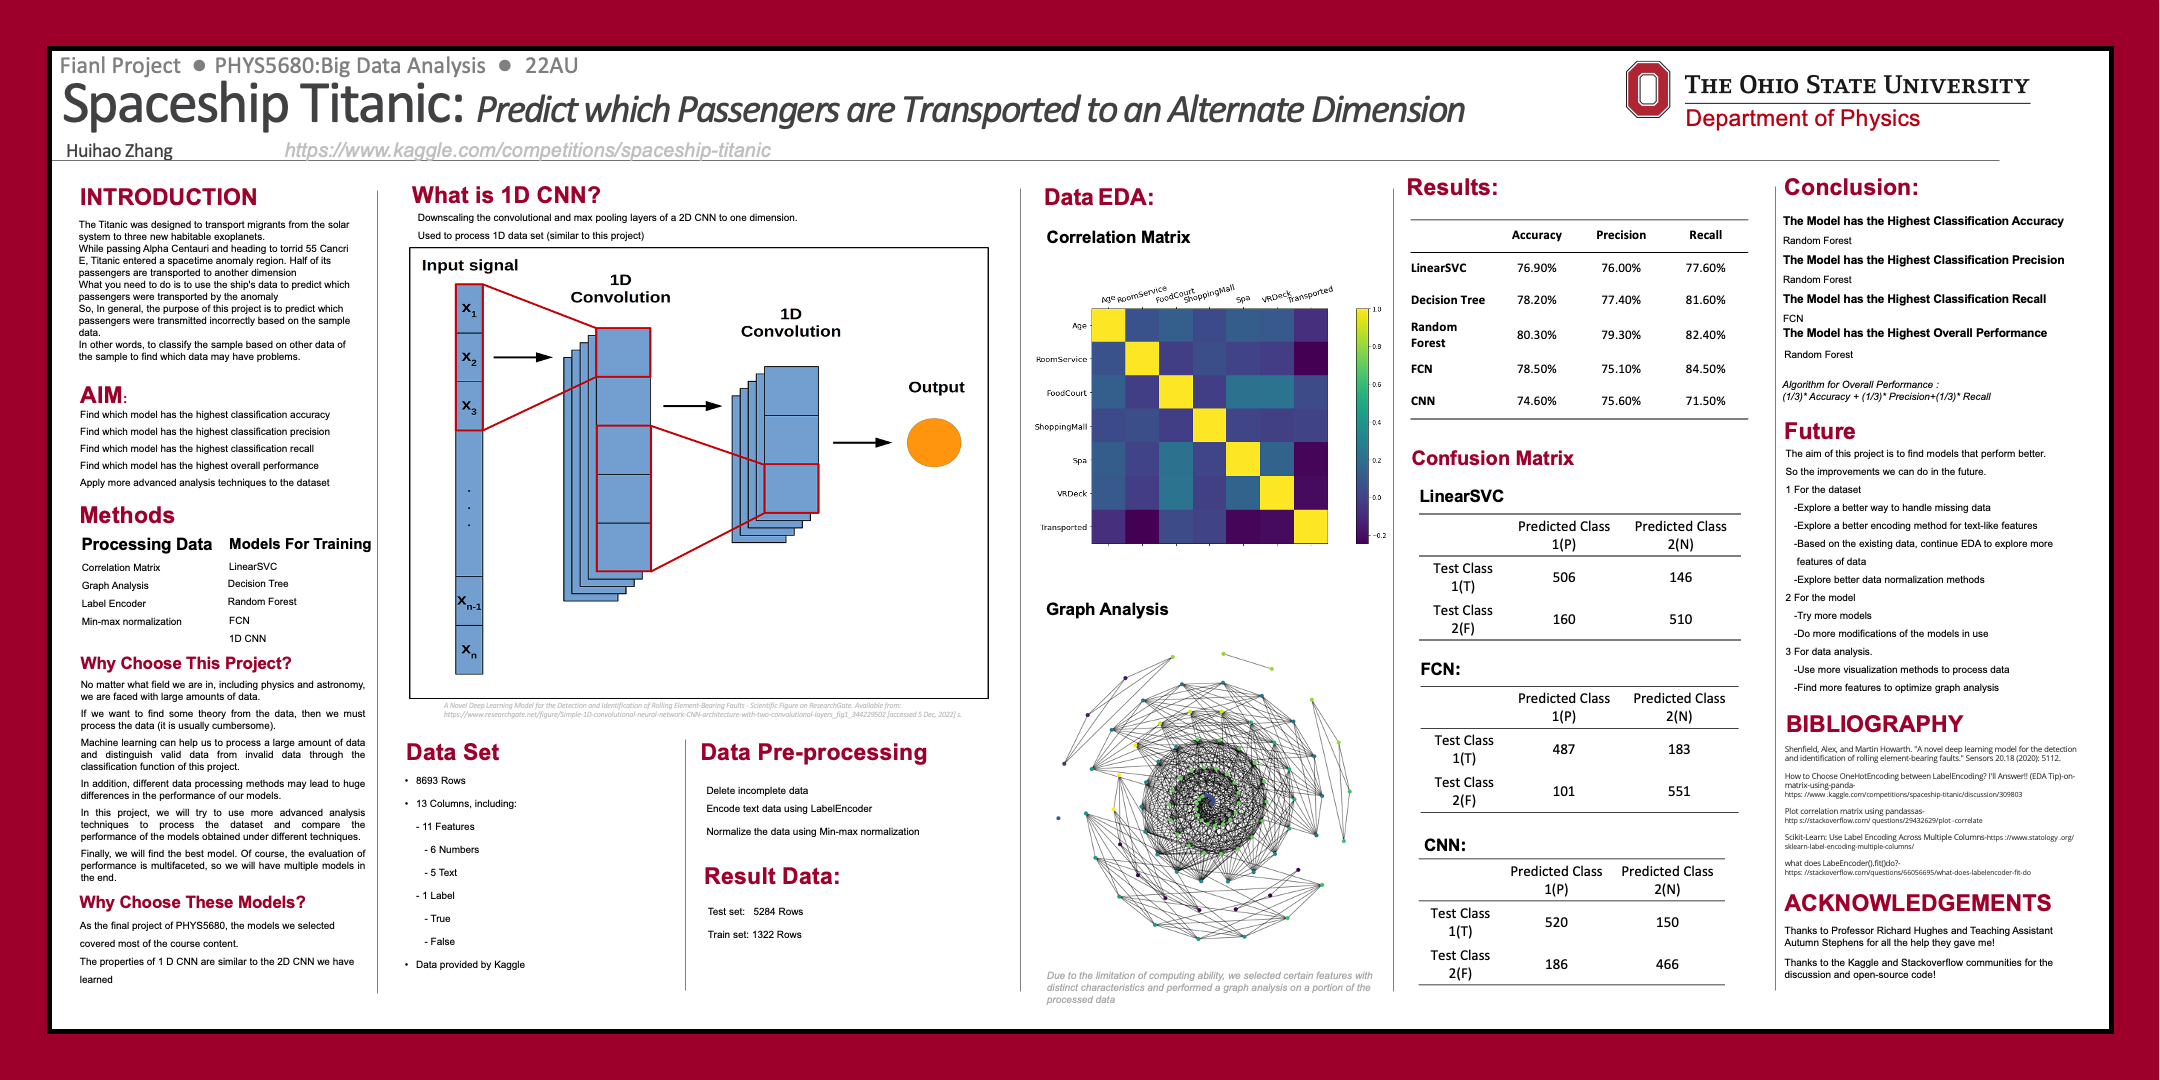 Fianl Project ● PHYS5680:Big Data Analysis ● 22AU
Spaceship Titanic: Predict which Passengers are Transported to an Alternate Dimension
Huihao Zhang
https://www.kaggle.com/competitions/spaceship-titanic
THE OHIO STATE UNIVERSITY
Department of Physics
INTRODUCTION
The Titanic was designed to transport migrants from the solar
system to three new habitable exoplanets.
While passing Alpha Centauri and heading to torrid 55 Cancri
E, Titanic entered a spacetime anomaly region. Half of its
passengers are transported to another dimension
What you need to do is to use the ship's data to predict which
passengers were transported by the anomaly
So, In general, the purpose of this project is to predict which
passengers were transmitted incorrectly based on the sample
data.
In other words, to classify the sample based on other data of
the sample to find which data may have problems.
AIM:
Find which model has the highest classification accuracy
Find which model has the highest classification precision
Find which model has the highest classification recall
Find which model has the highest overall performance
Apply more advanced analysis techniques to the dataset
Methods
Processing Data
Correlation Matrix
Graph Analysis
Label Encoder
Min-max normalization
Models For Training
LinearSVC
Decision Tree
Random Forest
FCN
1D CNN
Why Choose This Project?
No matter what field we are in, including physics and astronomy,
we are faced with large amounts of data.
If we want to find some theory from the data, then we must
process the data (it is usually cumbersome).
Machine learning can help us to process a large amount of data
and distinguish valid data from invalid data through the
classification function of this project.
In addition, different data processing methods may lead to huge
differences in the performance of our models.
In this project, we will try to use more advanced analysis
techniques to process the dataset and compare the
performance of the models obtained under different techniques.
Finally, we will find the best model. Of course, the evaluation of
performance is multifaceted, so we will have multiple models in
the end.
Why Choose These Models?
As the final project of PHYS5680, the models we selected
covered most of the course content.
The properties of 1 D CNN are similar to the 2D CNN we have
learned
What is 1D CNN?
Downscaling the convolutional and max pooling layers of a 2D CNN to one dimension.
Used to process 1D data set (similar to this project)
Input signal
1D
Convolution
1D
Convolution
Output
x1
x2
x3
.
.
.
xn-1
xn
A Novel Deep Learning Model for the Detection and Identification of Rolling Element-Bearing Faults - Scientific Figure on ResearchGate. Available from:
https://www.researchgate.net/figure/Simple-1D-convolutional-neural-network-CNN-architecture-with-two-convolutional-layers_fig1_344229502 [accessed 5 Dec, 2022] s.
Data Set
• 8693 Rows
• 13 Columns, including:
- 11 Features
- 6 Numbers
- 5 Text
- 1 Label
- True
- False
• Data provided by Kaggle
Data Pre-processing
Delete incomplete data
Encode text data using LabelEncoder
Normalize the data using Min-max normalization
Result Data:
Test set: 5284 Rows
Train set: 1322 Rows
Data EDA:
Correlation Matrix
Age RoomService FoodCourt ShoppingMall Spa VRDeck Transported
Age
RoomService
FoodCourt
ShoppingMall
Spa
VRDeck
Transported
1.0
0.8
0.6
0.4
0.2
0.0
−0.2
Graph Analysis
Due to the limitation of computing ability, we selected certain features with
distinct characteristics and performed a graph analysis on a portion of the
processed data
Results:
Accuracy Precision Recall
LinearSVC 76.90% 76.00% 77.60%
Decision Tree 78.20% 77.40% 81.60%
Random
Forest 80.30% 79.30% 82.40%
FCN 78.50% 75.10% 84.50%
CNN 74.60% 75.60% 71.50%
Confusion Matrix
LinearSVC
Predicted Class Predicted Class
1(P) 2(N)
Test Class
1(T) 506 146
Test Class
2(F) 160 510
FCN:
Predicted Class Predicted Class
1(P) 2(N)
Test Class
1(T) 487 183
Test Class
2(F) 101 551
CNN:
Predicted Class Predicted Class
1(P) 2(N)
Test Class
1(T) 520 150
Test Class
2(F) 186 466
Conclusion:
The Model has the Highest Classification Accuracy
Random Forest
The Model has the Highest Classification Precision
Random Forest
The Model has the Highest Classification Recall
FCN
The Model has the Highest Overall Performance
Random Forest
Algorithm for Overall Performance :
(1/3)* Accuracy + (1/3)* Precision+(1/3)* Recall
Future
The aim of this project is to find models that perform better.
So the improvements we can do in the future.
1 For the dataset
-Explore a better way to handle missing data
-Explore a better encoding method for text-like features
-Based on the existing data, continue EDA to explore more
features of data
-Explore better data normalization methods
2 For the model
-Try more models
-Do more modifications of the models in use
3 For data analysis.
-Use more visualization methods to process data
-Find more features to optimize graph analysis
BIBLIOGRAPHY
Shenfield, Alex, and Martin Howarth. "A novel deep learning model for the detection
and identification of rolling element-bearing faults." Sensors 20.18 (2020): 5112.
How to Choose OneHotEncoding between LabelEncoding? I'll Answer!! (EDA Tip)-on-
matrix-using-panda-
https: //www .kaggle.com/competitions/spaceship-titanic/discussion/309803
Plot correlation matrix using pandassas-
http s://stackoverflow.com/ questions/29432629/plot -correlate
Scikit-Learn: Use Label Encoding Across Multiple Columns-https ://www.statology .org/
sklearn-label-encoding-multiple-columns/
what does LabeEncoder().fit()do?-
https: //stackoverflow.com/questions/66056695/what-does-labelencoder-fit-do
ACKNOWLEDGEMENTS
Thanks to Professor Richard Hughes and Teaching Assistant
Autumn Stephens for all the help they gave me!
Thanks to the Kaggle and Stackoverflow communities for the
discussion and open-source code!